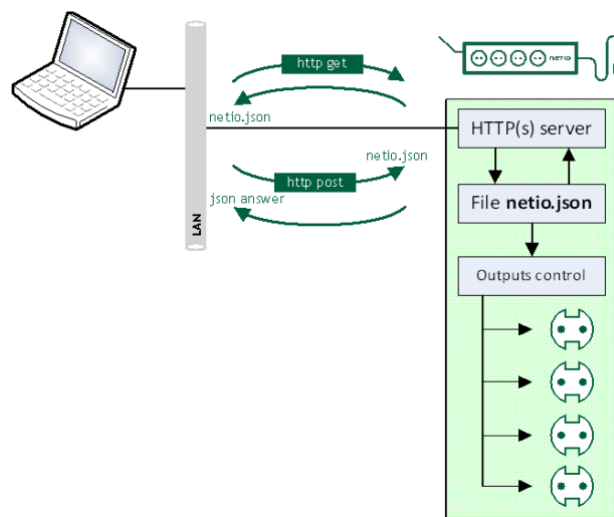 http get
NETIO
netio.json
HTTP(s) server
netio.json
http post
json answer
File netio.json
LAN
Outputs control